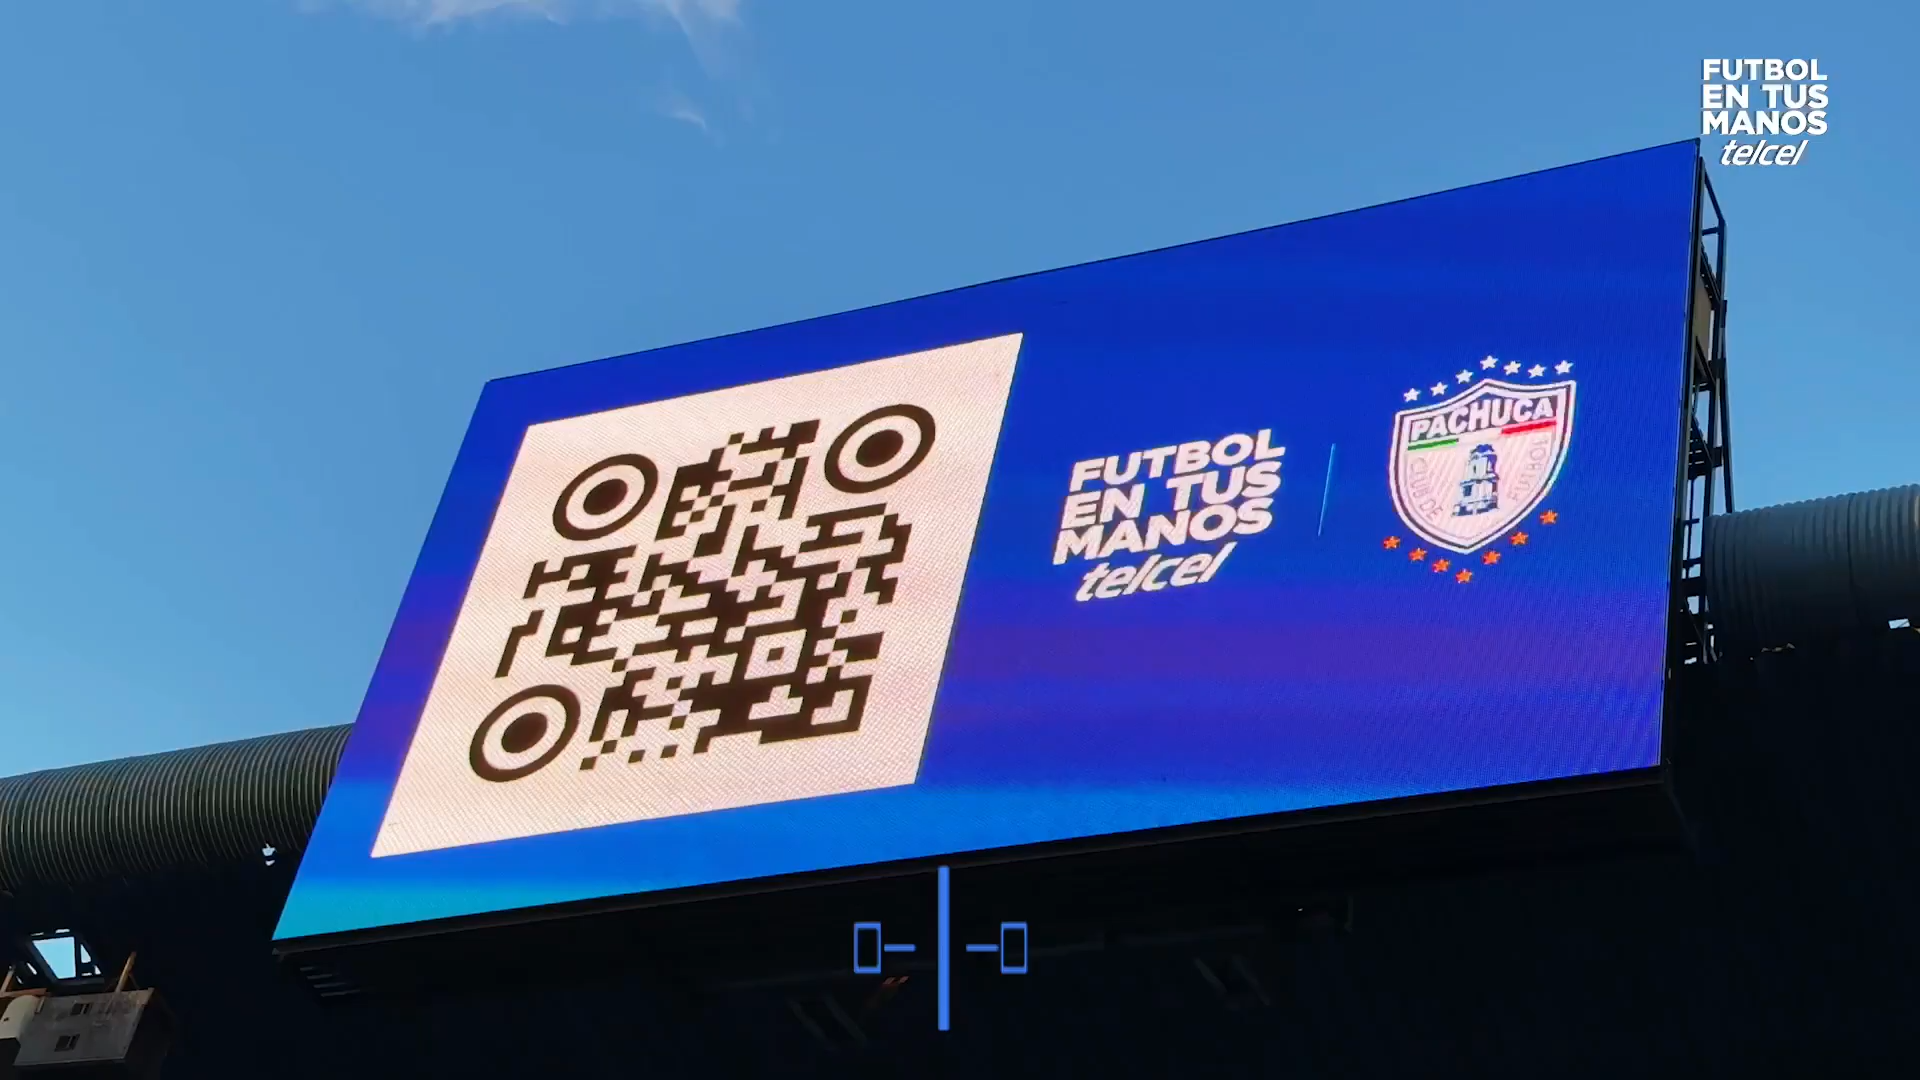 FUTBOL
EN TUS
MANOS
telcel
FUTBOL
EN TUS
MANOS
telcel
PACHUCA
CLUB DE
FUTBOL